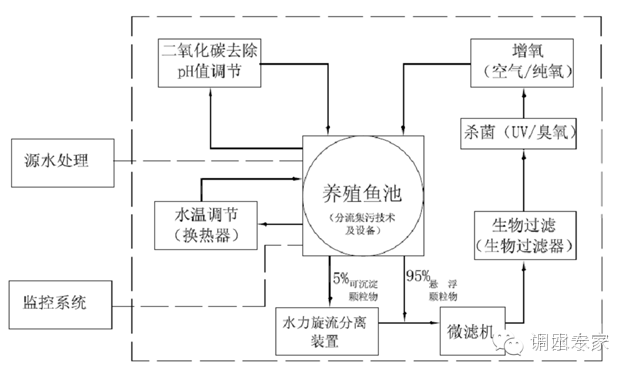 二氧化碳去除
pH值调节
增氧
(空气/纯氧)
杀菌 (UV/臭氧)
源水处理
养殖鱼池
(分流集污技术
及设备)
水温调节
(换热器)
生物过滤
(生物过滤器)
监控系统
5%可沉淀
颗粒物
95%悬浮
颗粒物
水力旋流分离
装置
微滤机